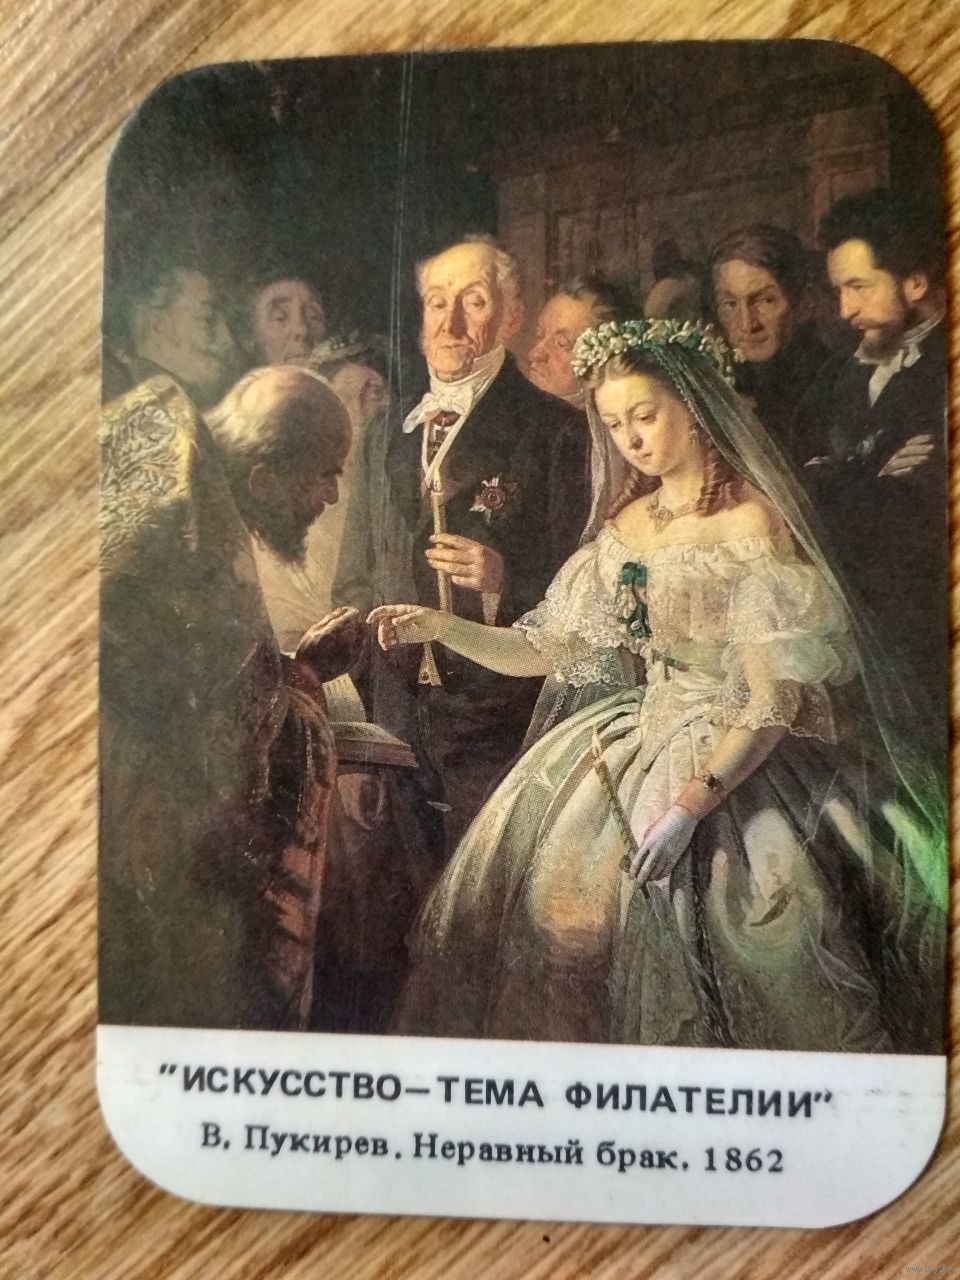 "ИСКУССТВО—ТЕМА ФИЛАТЕЛИИ"
В. Пукирев. Неравный брак. 1862